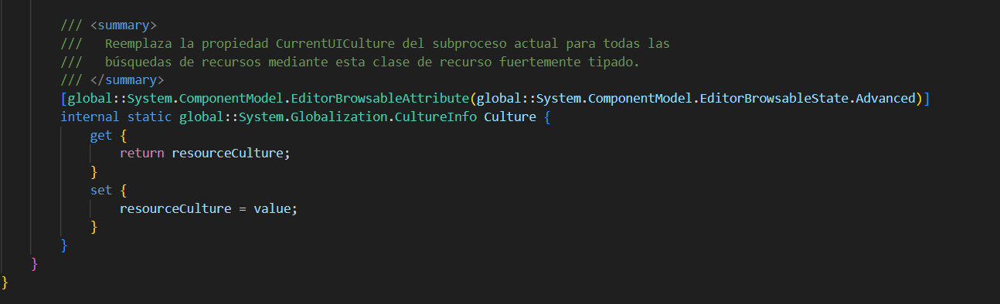 /// <summary>
///   Reemplaza la propiedad CurrentUICulture del subproceso actual para todas las
///   búsquedas de recursos mediante esta clase de recurso fuertemente tipado.
/// </summary>
[global::System.ComponentModel.EditorBrowsableAttribute(global::System.ComponentModel.EditorBrowsableState.Advanced)]
internal static global::System.Globalization.CultureInfo Culture {
get {
return resourceCulture;
}
set {
resourceCulture = value;
}
}
}
}